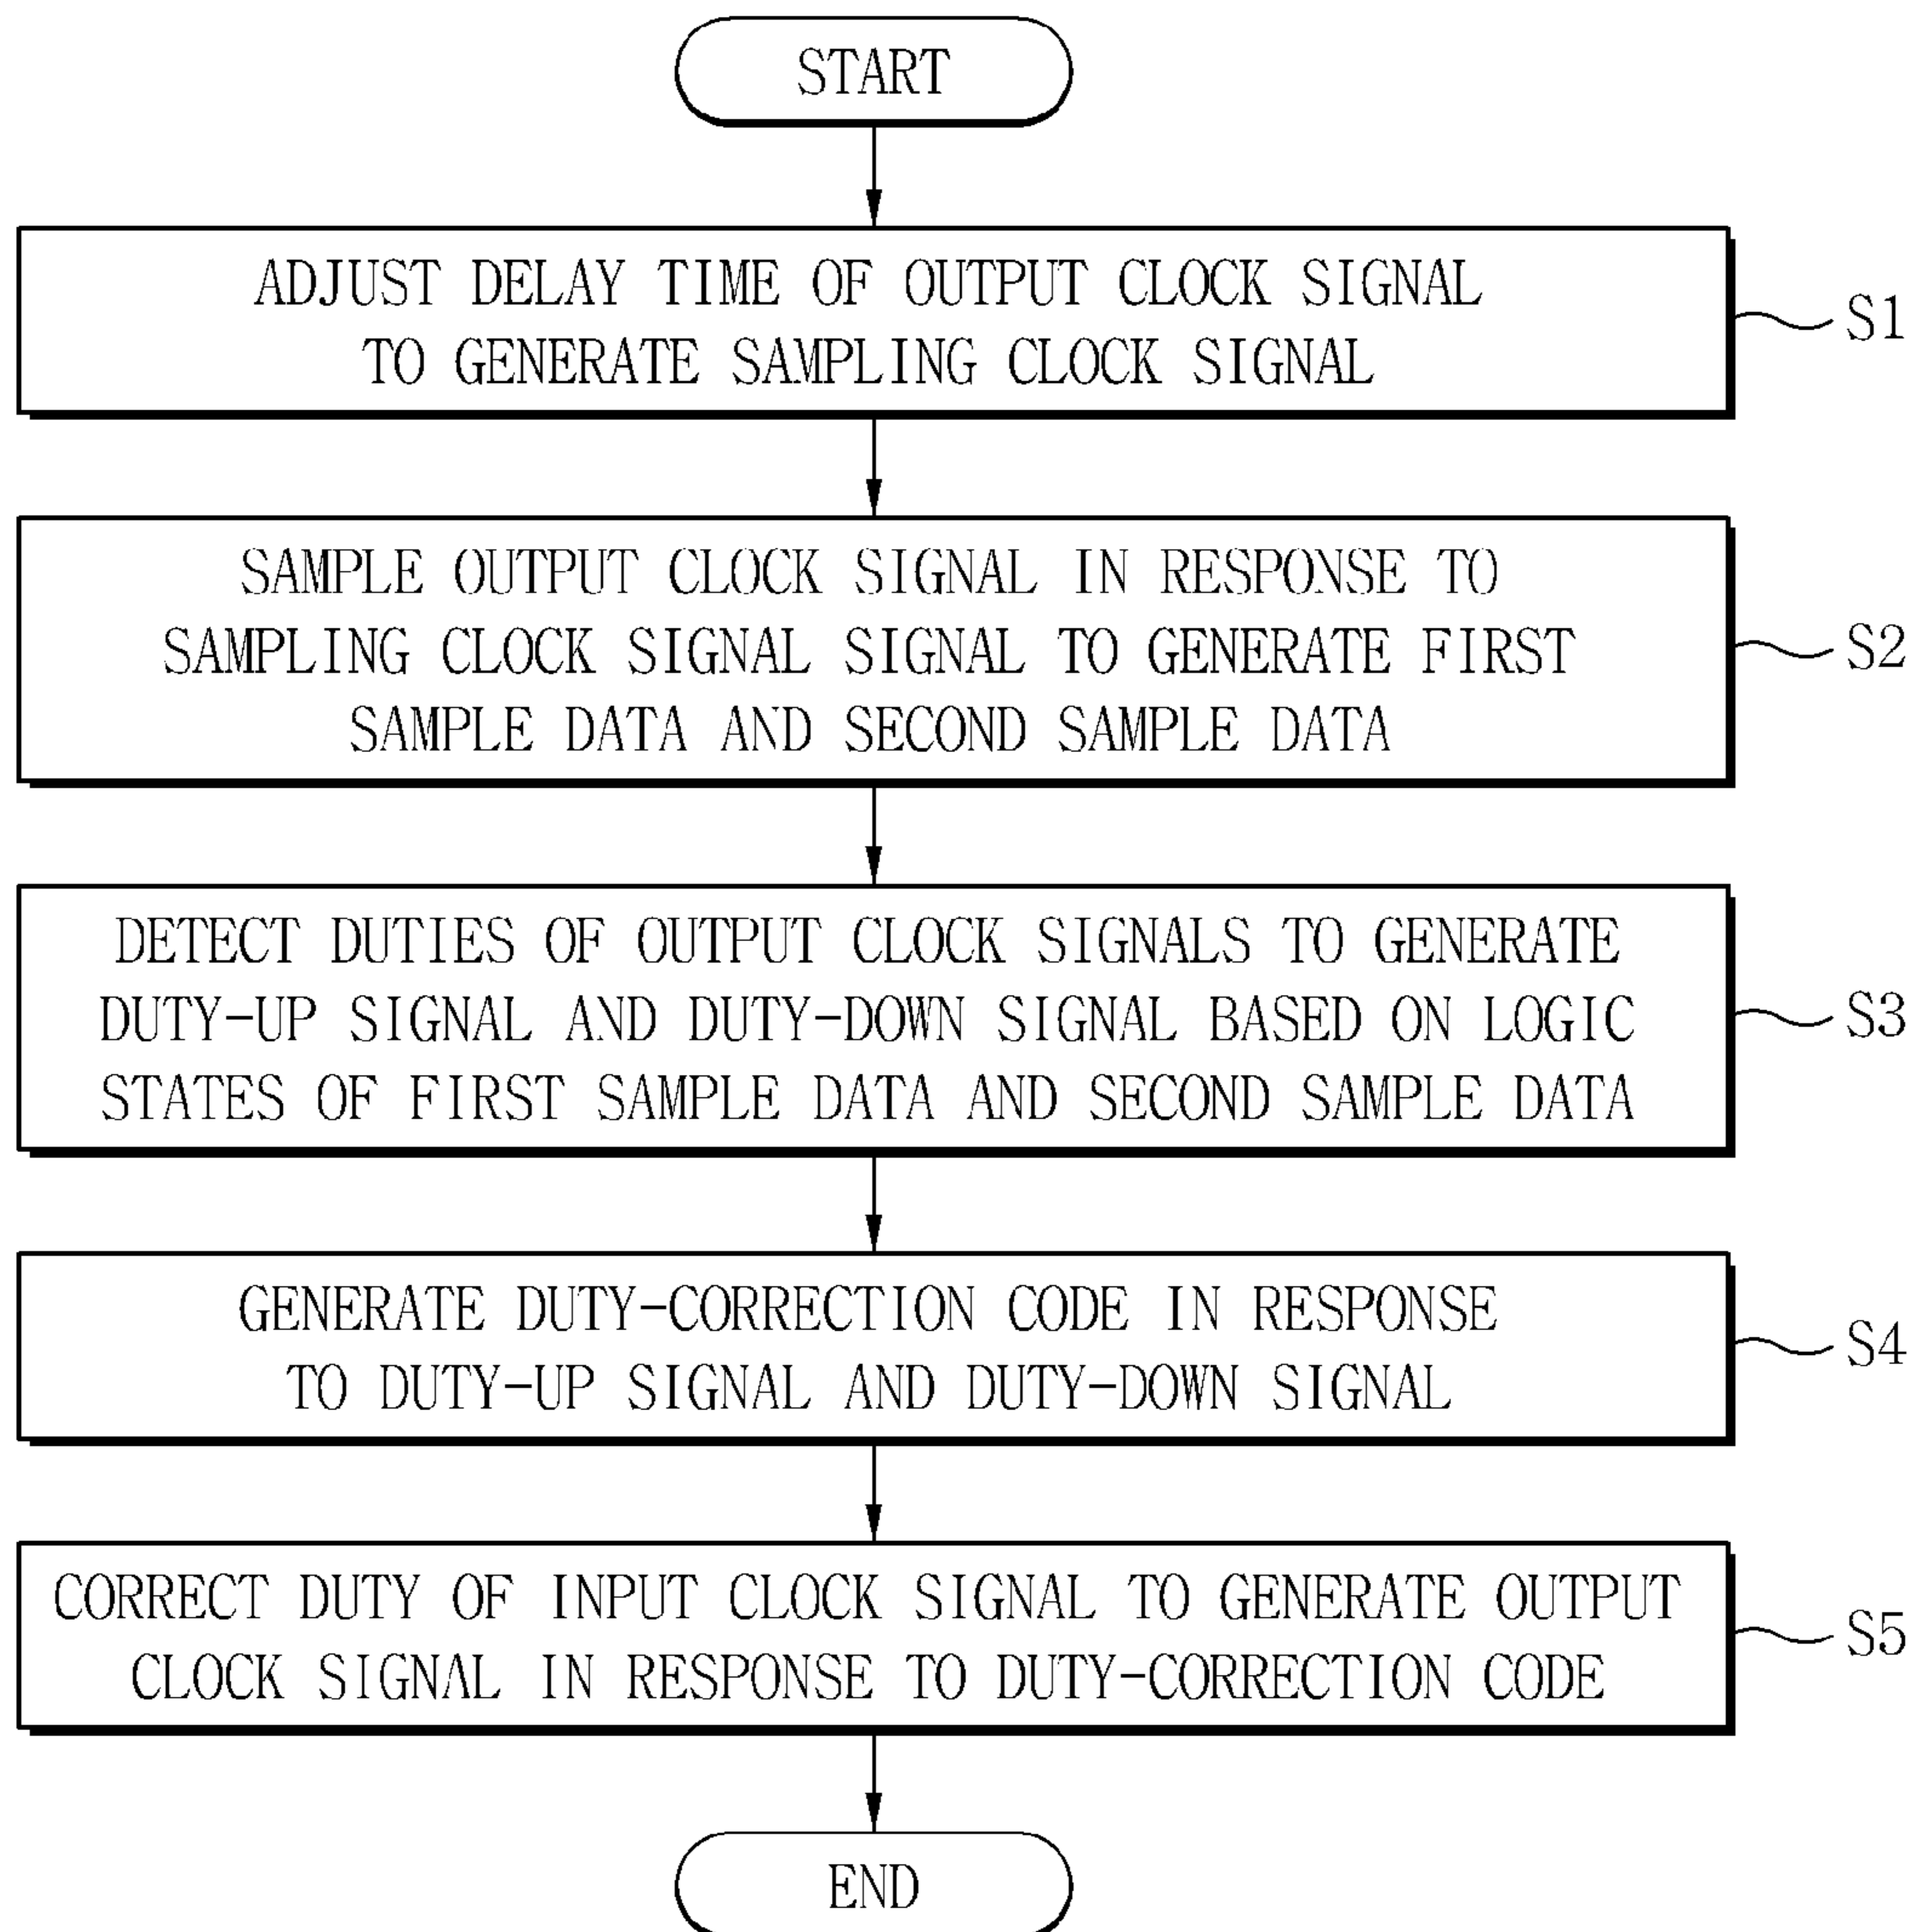 START
ADJUST DELAY TIME OF OUTPUT CLOCK SIGNAL
TO GENERATE SAMPLING CLOCK SIGNAL
S1
SAMPLE OUTPUT CLOCK SIGNAL IN RESPONSE TO
SAMPLING CLOCK SIGNAL SIGNAL TO GENERATE FIRST
SAMPLE DATA AND SECOND SAMPLE DATA
S2
DETECT DUTIES OF OUTPUT CLOCK SIGNALS TO GENERATE
DUTY-UP SIGNAL AND DUTY-DOWN SIGNAL BASED ON LOGIC
STATES OF FIRST SAMPLE DATA AND SECOND SAMPLE DATA
S3
GENERATE DUTY-CORRECTION CODE IN RESPONSE
TO DUTY-UP SIGNAL AND DUTY-DOWN SIGNAL
S4
CORRECT DUTY OF INPUT CLOCK SIGNAL TO GENERATE OUTPUT
CLOCK SIGNAL IN RESPONSE TO DUTY-CORRECTION CODE
S5
END